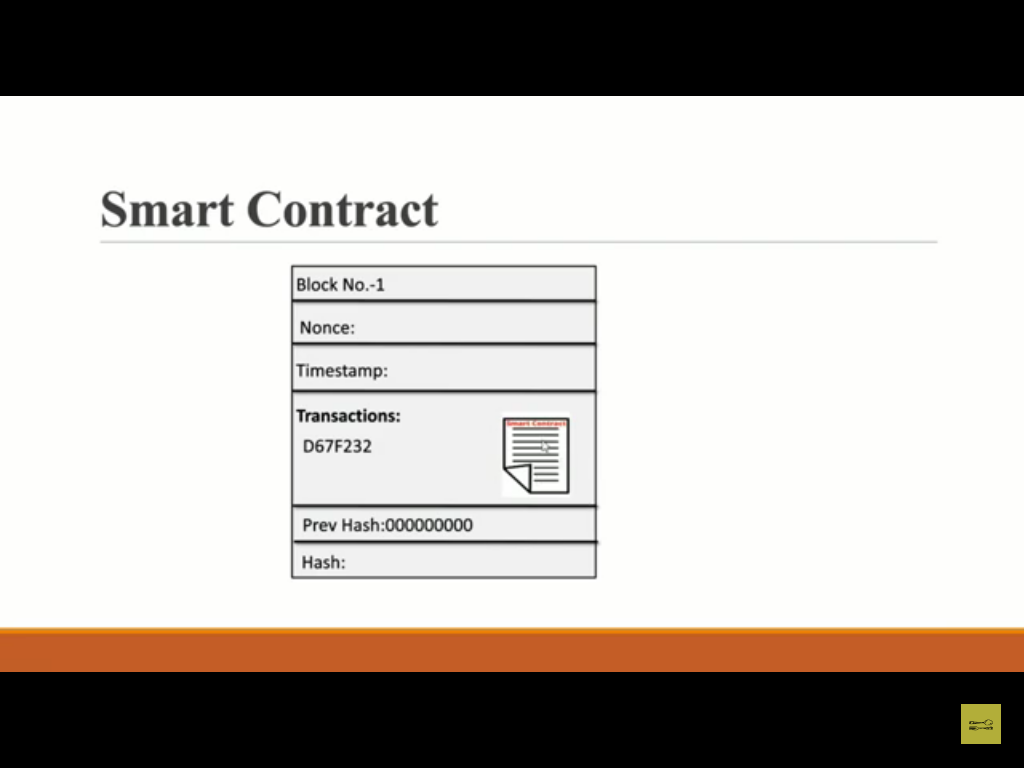 Smart Contract
Block No.-1
Nonce:
Timestamp:
Transactions:
D67F232
Smart Contract
Prev Hash:000000000
Hash: